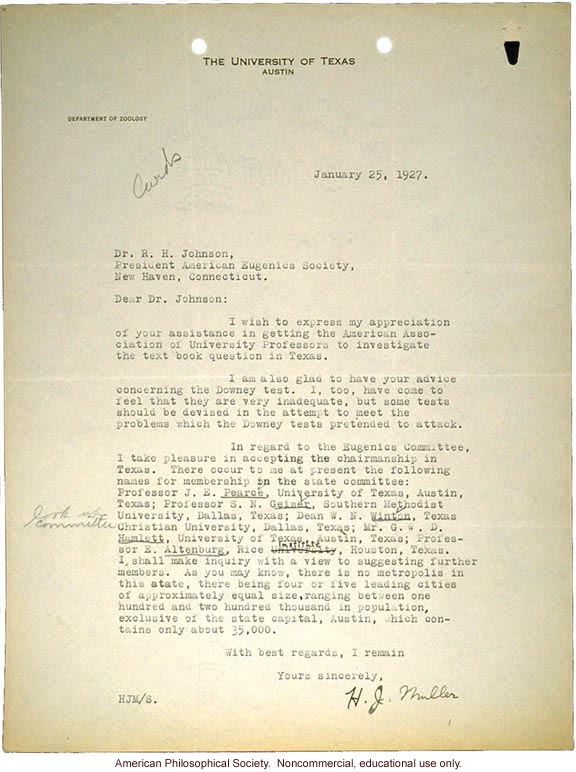 THE UNIVERSITY OF TEXAS
AUSTIN
DEPARTMENT OF ZOOLOGY
Cards
January 25, 1927.
Dr. R. H. Johnson,
President American Eugenics Society,
New Haven, Connecticut.
Dear Dr. Johnson:
I wish to express my appreciation
of your assistance in getting the American Asso-
ciation of University Professors to investigate
the text book question in Texas.
I am also glad to have your advice
concerning the Downey test. I, too, have come to
feel that they are very inadequate, but some tests
should be devised in the attempt to meet the
problems which the Downey tests pretended to attack.
In regard to the Eugenics Committee,
I take pleasure in accepting the chairmanship in
Texas. There occur to me at present the following
names for membership on the state committee:
Professor J. E. Pearce, University of Texas, Austin,
Texas; Professor S. N. Geiser, Southern Methodist
University, Dallas, Texas; Dean W. N. Winton, Texas
Christian University, Dallas, Texas; Mr. G. W. D.
Hamlett, University of Texas, Austin, Texas; Profes-
sor E. Altenburg, Rice University, Houston, Texas.
Institute
I shall make inquiry with a view to suggesting further
members. As you may know, there is no metropolis in
this state, there being four or five leading cities
of approximately equal size, ranging between one
hundred and two hundred thousand in population,
exclusive of the state capital, Austin, which con-
tains only about 35,000.
look up
committee
With best regards, I remain
Yours sincerely,
H. J. Muller
HJM/S.
American Philosophical Society. Noncommercial, educational use only.